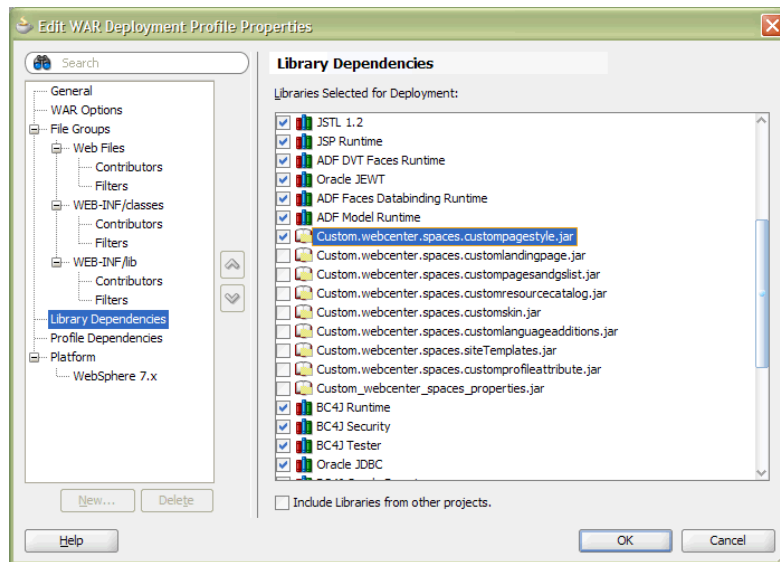 Edit WAR Deployment Profile Properties
Search
General
WAR Options
File Groups
Web Files
Contributors
Filters
WEB-INF/classes
Contributors
Filters
WEB-INF/lib
Contributors
Filters
Library Dependencies
Profile Dependencies
Platform
WebSphere 7.x
New...
Delete
Library Dependencies
Libraries Selected for Deployment:
JSTL 1.2
JSP Runtime
ADF DVT Faces Runtime
Oracle JEWT
ADF Faces Databinding Runtime
ADF Model Runtime
Custom.webcenter.spaces.custompagestyle.jar
Custom.webcenter.spaces.customlandingpage.jar
Custom.webcenter.spaces.custompagesandgslist.jar
Custom.webcenter.spaces.customresourcecatalog.jar
Custom.webcenter.spaces.customskin.jar
Custom.webcenter.spaces.customlanguageadditions.jar
Custom.webcenter.spaces.siteTemplates.jar
Custom.webcenter.spaces.customprofileattribute.jar
Custom_webcenter_spaces_properties.jar
BC4J Runtime
BC4J Security
BC4J Tester
Oracle JDBC
Include Libraries from other projects.
Help
OK
Cancel